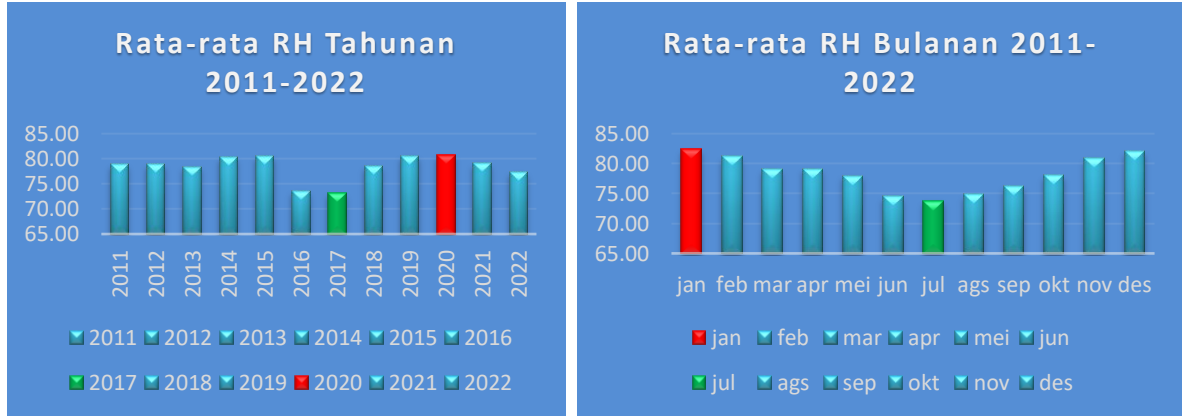 Rata-rata RH Tahunan
2011-2022
85.00
80.00
75.00
70.00
65.00
2011 2012 2013 2014 2015 2016 2017 2018 2019 2020 2021 2022
2011 2012 2013 2014 2015 2016
2017 2018 2019 2020 2021 2022
Rata-rata RH Bulanan 2011-
2022
85.00
80.00
75.00
70.00
65.00
jan feb mar apr mei jun jul ags sep okt nov des
jan feb mar apr mei jun
jul ags sep okt nov des